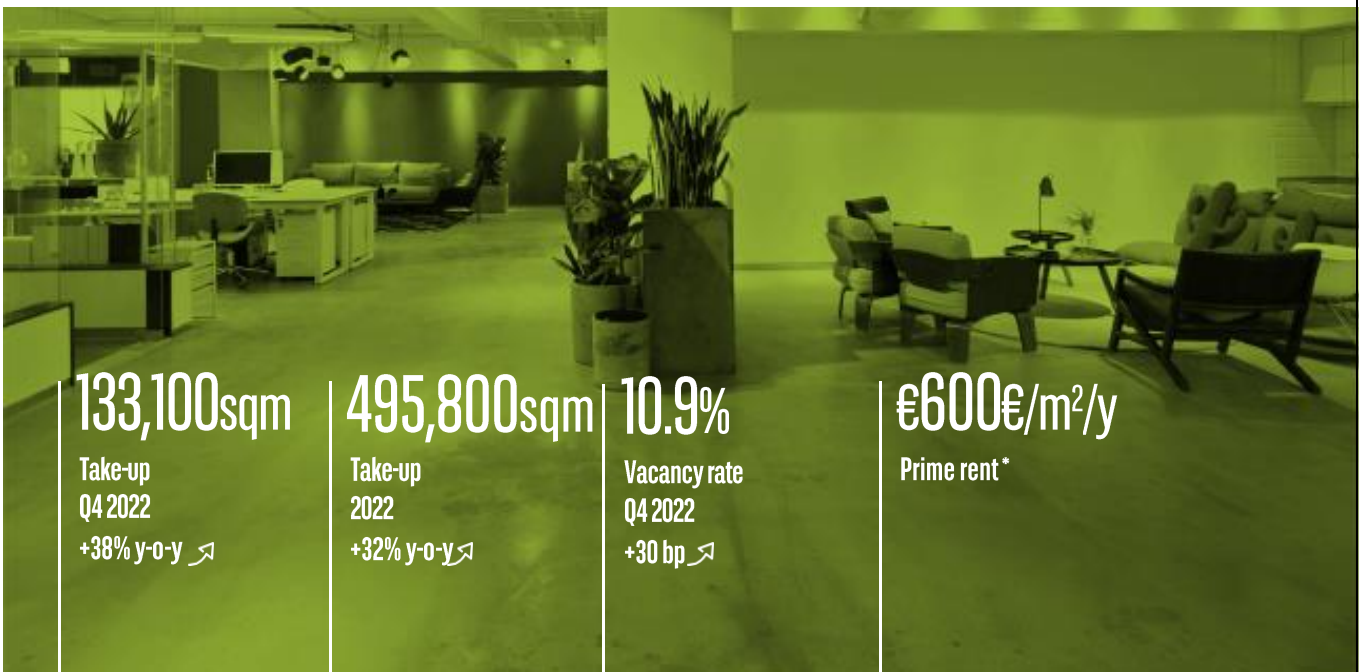 133,100sqm
Take-up
Q4 2022
+38% y-o-y
495,800sqm
Take-up
2022
+32% y-o-y
10.9%
Vacancy rate
Q4 2022
+30 bp
€600€/m²/y
Prime rent*